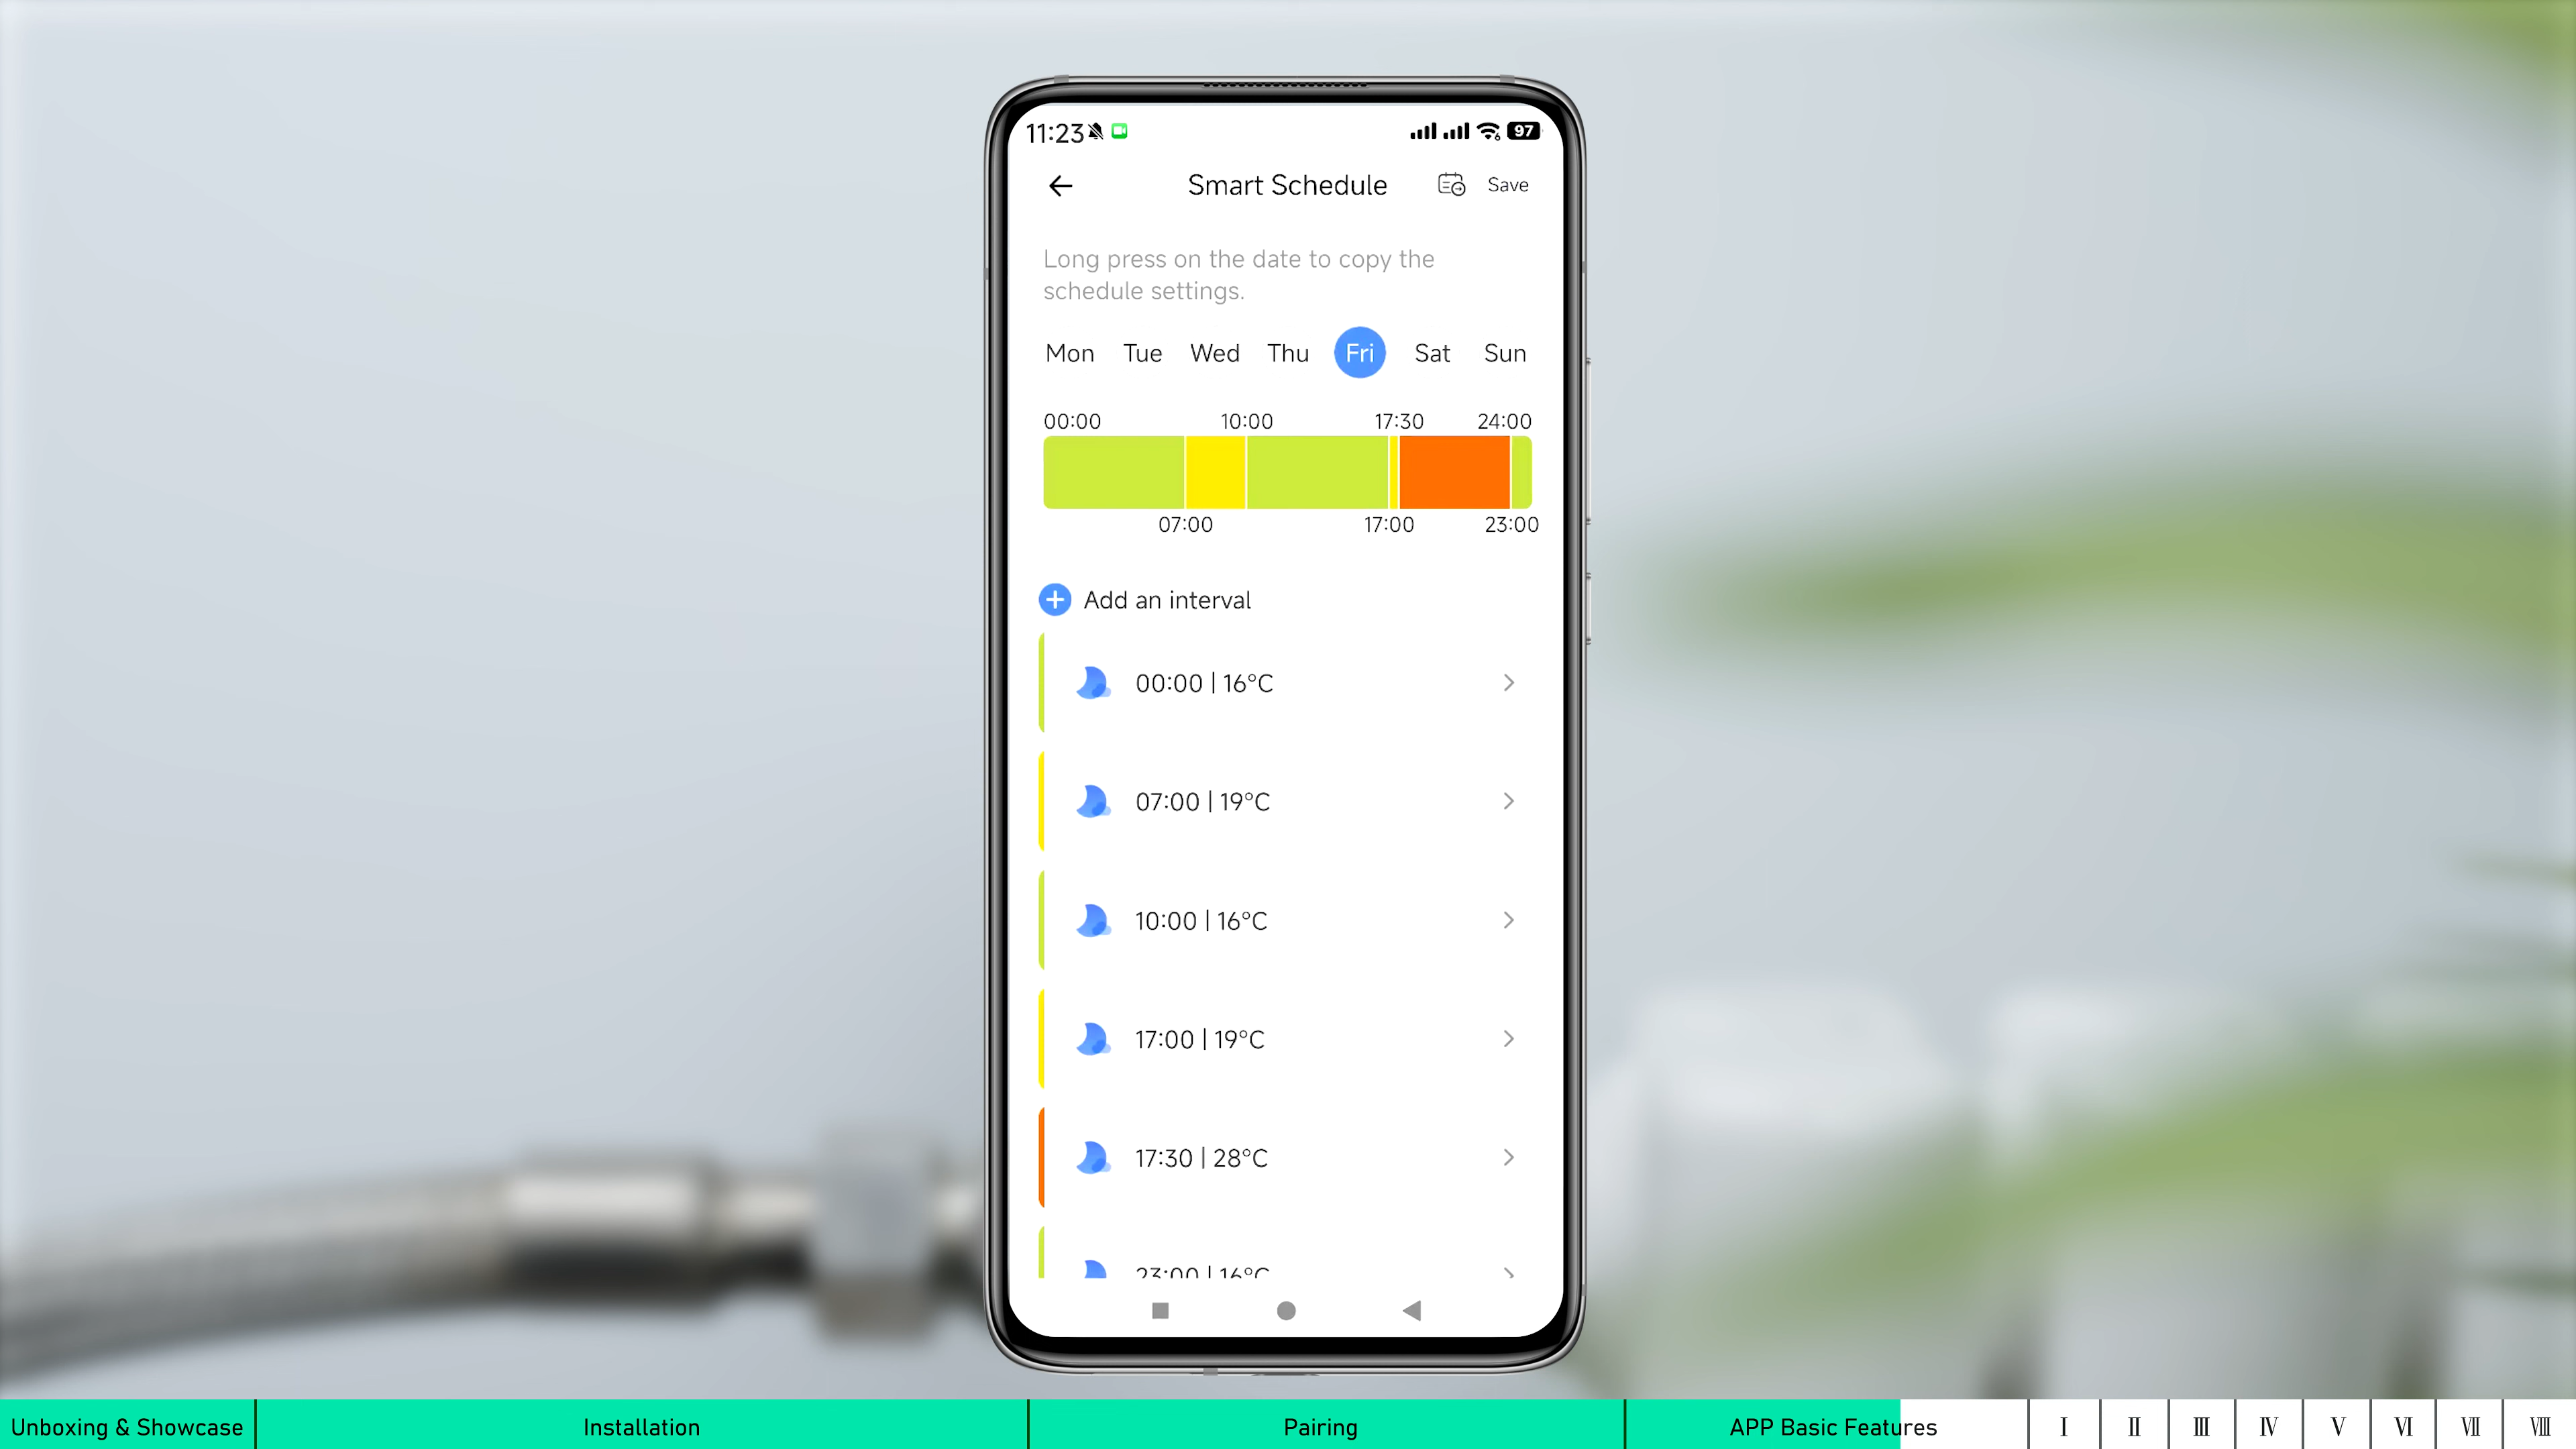 11:23
97
Smart Schedule
Save
Long press on the date to copy the
schedule settings.
Mon Tue Wed Thu Fri Sat Sun
00:00 10:00 17:30 24:00
07:00 17:00 23:00
Add an interval
00:00 | 16°C
07:00 | 19°C
10:00 | 16°C
17:00 | 19°C
17:30 | 28°C
23:00 | 16°C
Unboxing & Showcase Installation Pairing APP Basic Features Ⅰ Ⅱ Ⅲ Ⅳ Ⅴ Ⅵ Ⅶ Ⅷ